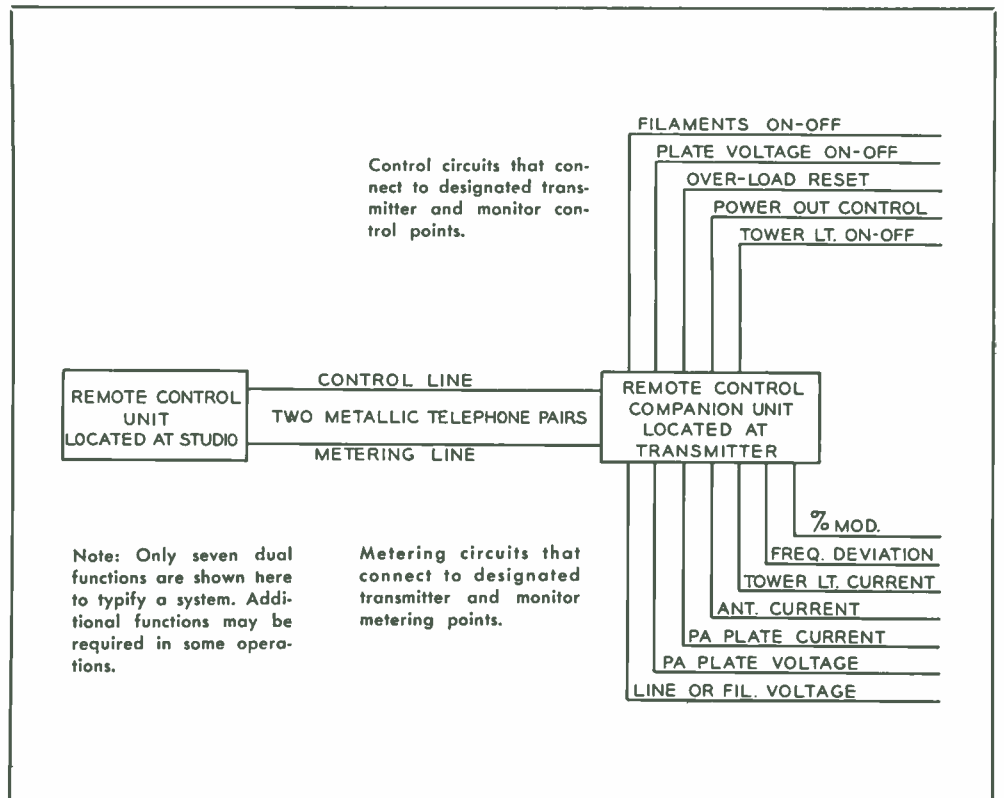 FILAMENTS ON-OFF
PLATE VOLTAGE ON-OFF
OVER-LOAD RESET
POWER OUT CONTROL
TOWER LT. ON-OFF
Control circuits that con-
nect to designated trans-
mitter and monitor con-
trol points.
REMOTE CONTROL
UNIT
LOCATED AT STUDIO
CONTROL LINE
TWO METALLIC TELEPHONE PAIRS
METERING LINE
REMOTE CONTROL
COMPANION UNIT
LOCATED AT
TRANSMITTER
Note: Only seven dual
functions are shown here
to typify a system. Addi-
tional functions may be
required in some opera-
tions.
Metering circuits that
connect to designated
transmitter and monitor
metering points.
% MOD.
FREQ. DEVIATION
TOWER LT. CURRENT
ANT. CURRENT
PA PLATE CURRENT
PA PLATE VOLTAGE
LINE OR FIL. VOLTAGE